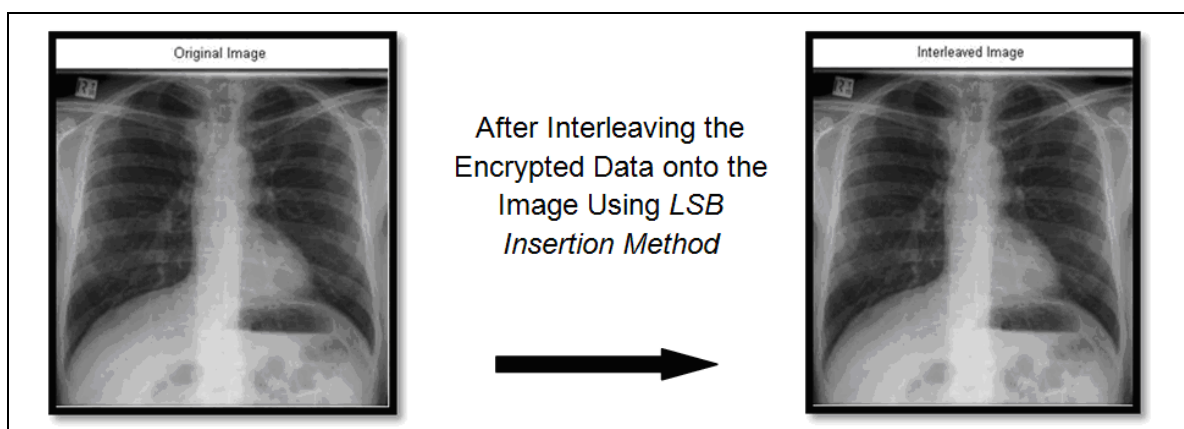 Original Image
After Interleaving the
Encrypted Data onto the
Image Using LSB
Insertion Method
Interleaved Image